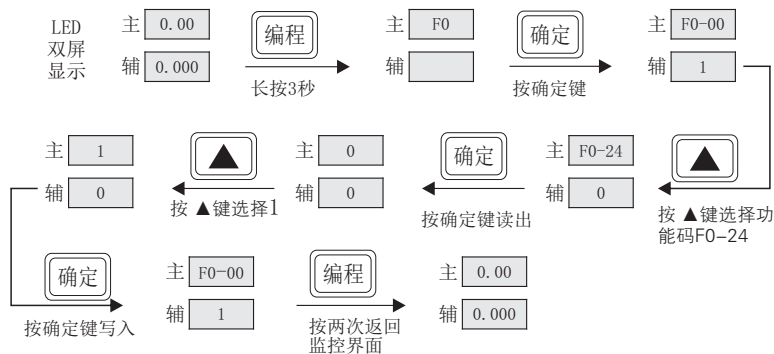 LED
双屏
显示
主 0.00
辅 0.000
编程
长按3秒
主 F0
辅
确定
按确定键
主 F0-00
辅 1
主 1
辅 0
▲
按 ▲键选择1
主 0
辅 0
确定
按确定键读出
主 F0-24
辅 0
▲
按 ▲键选择功
能码F0-24
确定
按确定键写入
主 F0-00
辅 1
编程
按两次返回
监控界面
主 0.00
辅 0.000